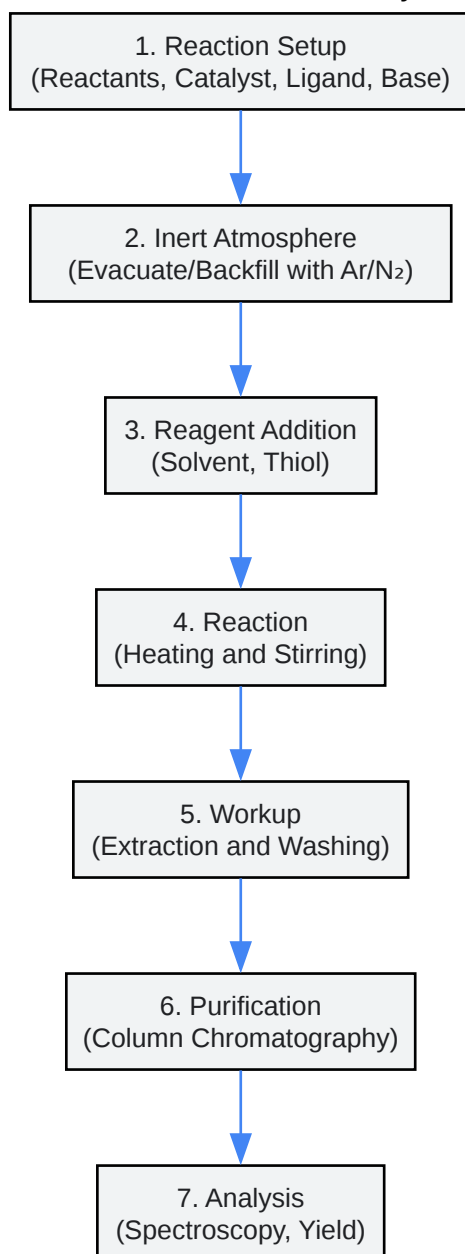 1. Reaction Setup
(Reactants, Catalyst, Ligand, Base)
2. Inert Atmosphere
(Evacuate/Backfill with Ar/N₂)
3. Reagent Addition
(Solvent, Thiol)
4. Reaction
(Heating and Stirring)
5. Workup
(Extraction and Washing)
6. Purification
(Column Chromatography)
7. Analysis
(Spectroscopy, Yield)